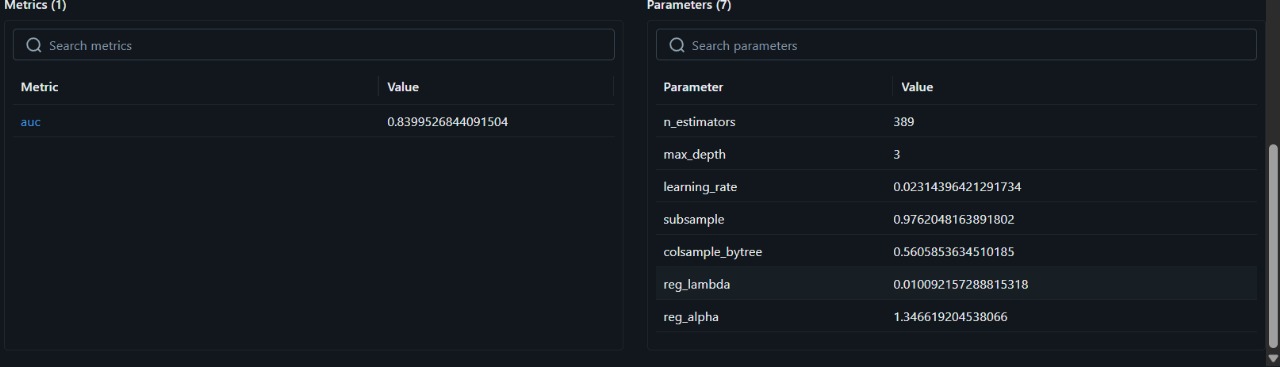 Metrics (1)
Search metrics
Metric Value
auc 0.8399526844091504
Parameters (7)
Search parameters
Parameter Value
n_estimators 389
max_depth 3
learning_rate 0.02314396421291734
subsample 0.9762048163891802
colsample_bytree 0.5605853634510185
reg_lambda 0.010092157288815318
reg_alpha 1.346619204538066